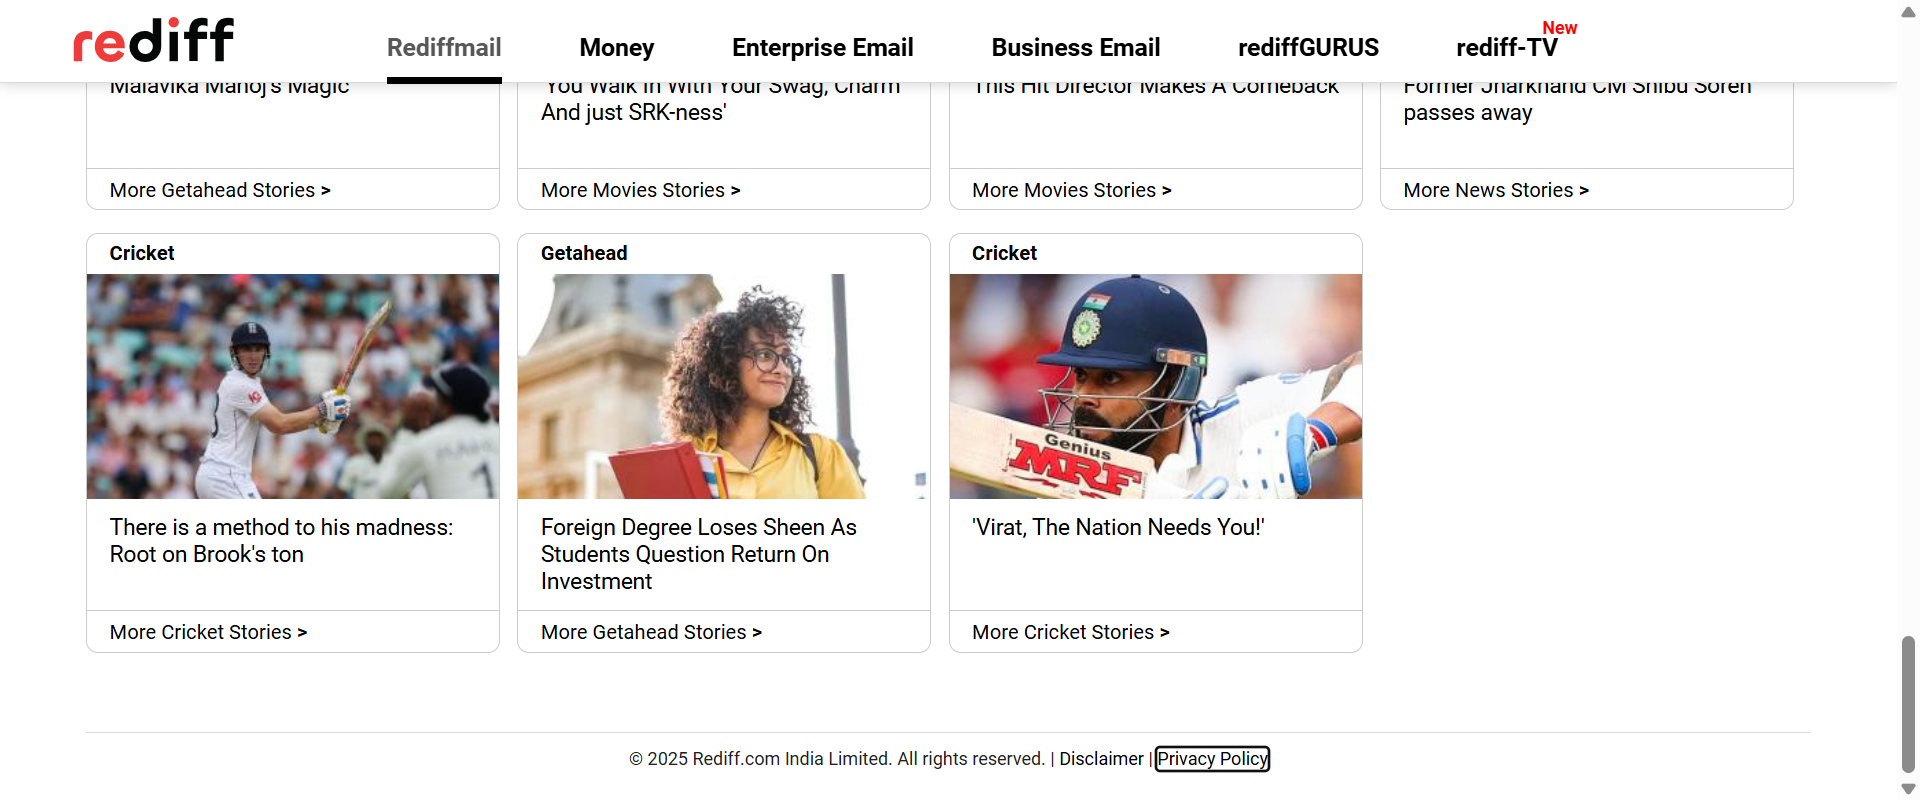 rediff
Rediffmail
Money
Enterprise Email
Business Email
rediffGURUS
rediff-TV
New
Malavika Manoj's Magic
'You Walk In With Your Swag, Charm
And just SRK-ness'
This Hit Director Makes A Comeback
Former Jharkhand CM Shibu Soren
passes away
More Getahead Stories >
More Movies Stories >
More Movies Stories >
More News Stories >
Cricket
There is a method to his madness:
Root on Brook's ton
More Cricket Stories >
Getahead
Foreign Degree Loses Sheen As
Students Question Return On
Investment
More Getahead Stories >
Cricket
Genius
MRF
'Virat, The Nation Needs You!'
More Cricket Stories >
© 2025 Rediff.com India Limited. All rights reserved. | Disclaimer | Privacy Policy